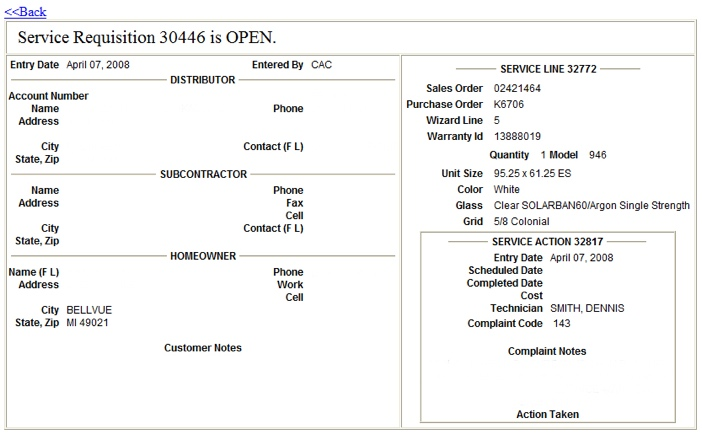 <<Back
Service Requisition 30446 is OPEN.
Entry Date April 07, 2008 Entered By CAC
DISTRIBUTOR
Account Number
Name Phone
Address
City Contact (F L)
State, Zip
SUBCONTRACTOR
Name Phone
Address Fax
Cell
City Contact (F L)
State, Zip
HOMEOWNER
Name (F L) Phone
Address Work
Cell
City BELLVUE
State, Zip MI 49021
Customer Notes
SERVICE LINE 32772
Sales Order 02421464
Purchase Order K6706
Wizard Line 5
Warranty Id 13888019
Quantity 1 Model 946
Unit Size 95.25 x 61.25 ES
Color White
Glass Clear SOLARBAN60/Argon Single Strength
Grid 5/8 Colonial
SERVICE ACTION 32817
Entry Date April 07, 2008
Scheduled Date
Completed Date
Cost
Technician SMITH, DENNIS
Complaint Code 143
Complaint Notes
Action Taken